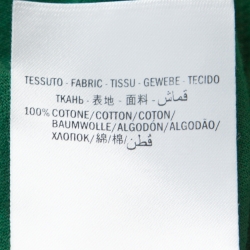 TESSUTO - FABRIC - TISSU - GEWEBE - TECIDO
ТКАНЬ - 表地 - 面料 - قماش
100% COTONE/COTTON/COTON/
BAUMWOLLE/ALGODÓN/ALGODÃO/
ХЛОПОК/綿/棉/ قطن